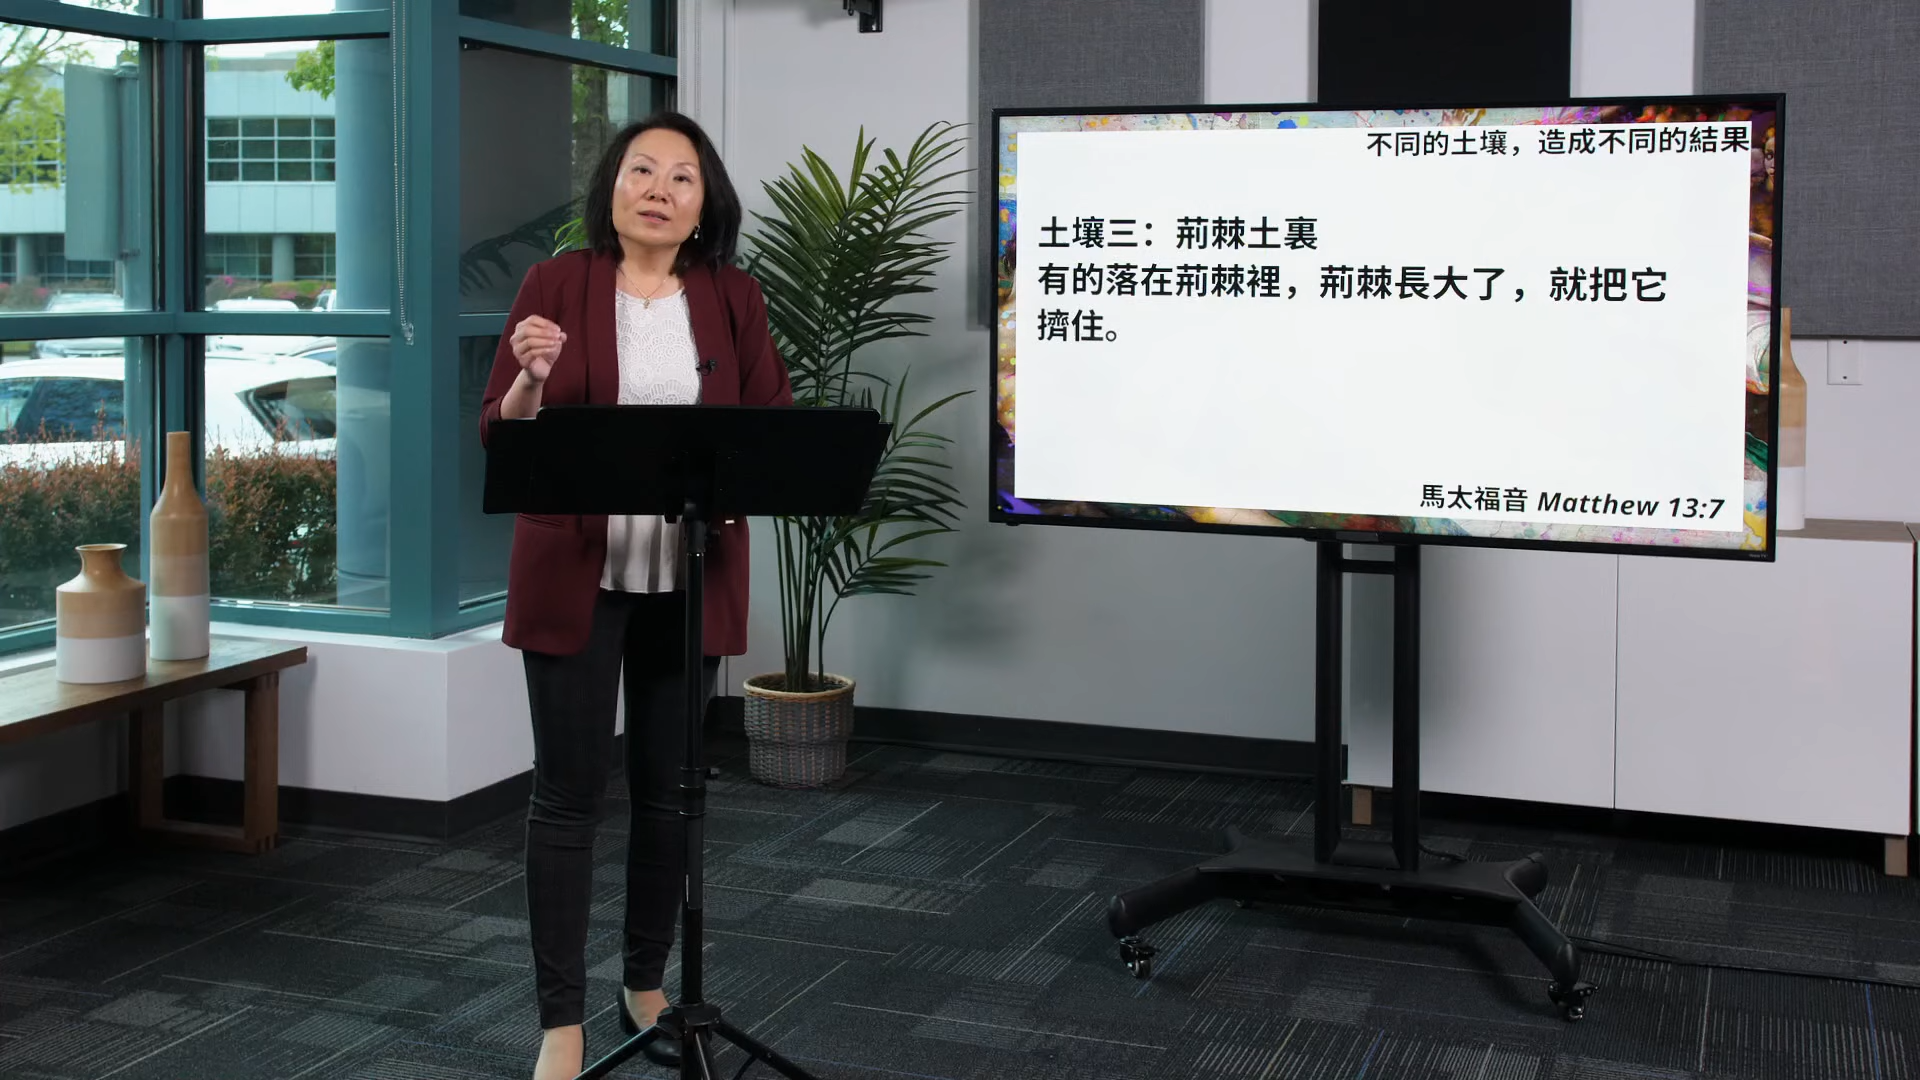 不同的土壤，造成不同的結果
土壤三：荊棘土裏
有的落在荊棘裡，荊棘長大了，就把它
擠住。
馬太福音 Matthew 13:7